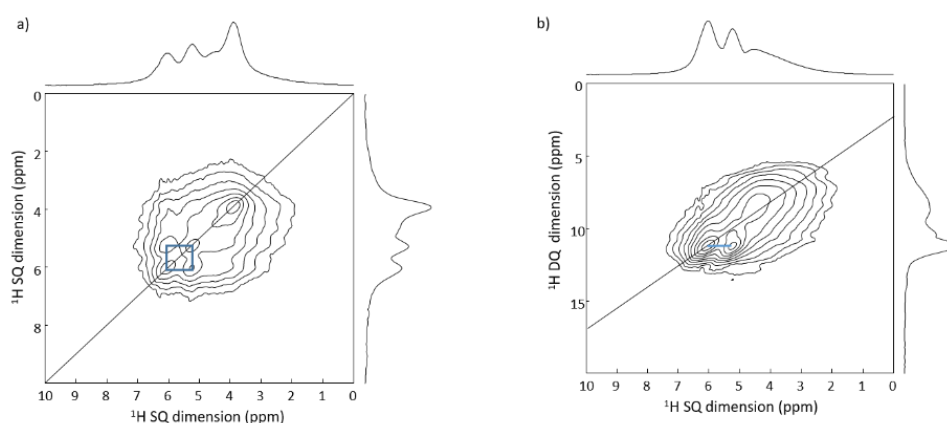 a)
0
2
4
6
8
¹H SQ dimension (ppm)
10 9 8 7 6 5 4 3 2 1 0
¹H SQ dimension (ppm)
b)
0
5
10
15
¹H DQ dimension (ppm)
10 9 8 7 6 5 4 3 2 1 0
¹H SQ dimension (ppm)